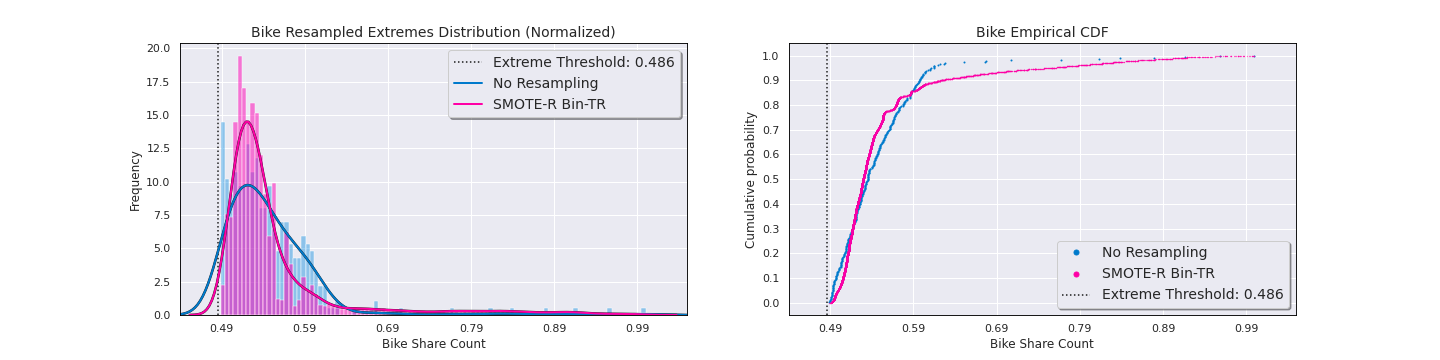 Bike Resampled Extremes Distribution (Normalized)
Extreme Threshold: 0.486
No Resampling
SMOTE-R Bin-TR
Frequency
20.0
17.5
15.0
12.5
10.0
7.5
5.0
2.5
0.0
0.49 0.59 0.69 0.79 0.89 0.99
Bike Share Count
Bike Empirical CDF
Cumulative probability
1.0
0.9
0.8
0.7
0.6
0.5
0.4
0.3
0.2
0.1
0.0
No Resampling
SMOTE-R Bin-TR
Extreme Threshold: 0.486
0.49 0.59 0.69 0.79 0.89 0.99
Bike Share Count